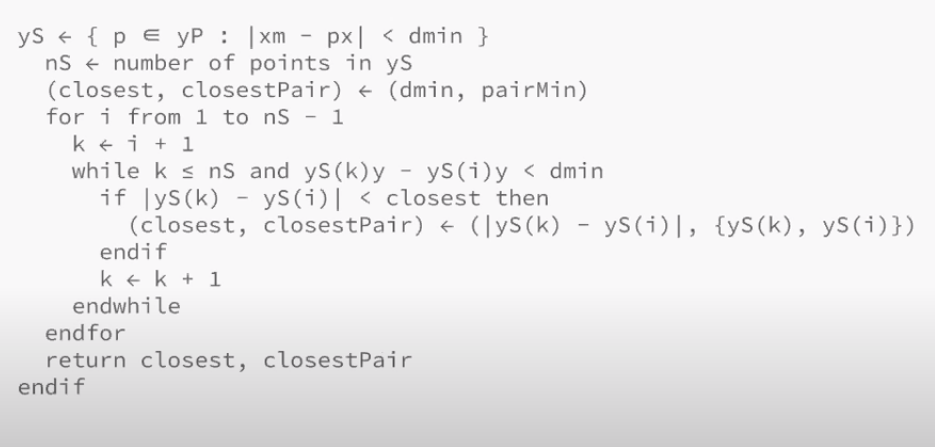 yS ← { p ∈ yP : |xm - px| < dmin }
nS ← number of points in yS
(closest, closestPair) ← (dmin, pairMin)
for i from 1 to nS - 1
k ← i + 1
while k ≤ nS and yS(k)y - yS(i)y < dmin
if |yS(k) - yS(i)| < closest then
(closest, closestPair) ← (|yS(k) - yS(i)|, {yS(k), yS(i)})
endif
k ← k + 1
endwhile
endfor
return closest, closestPair
endif